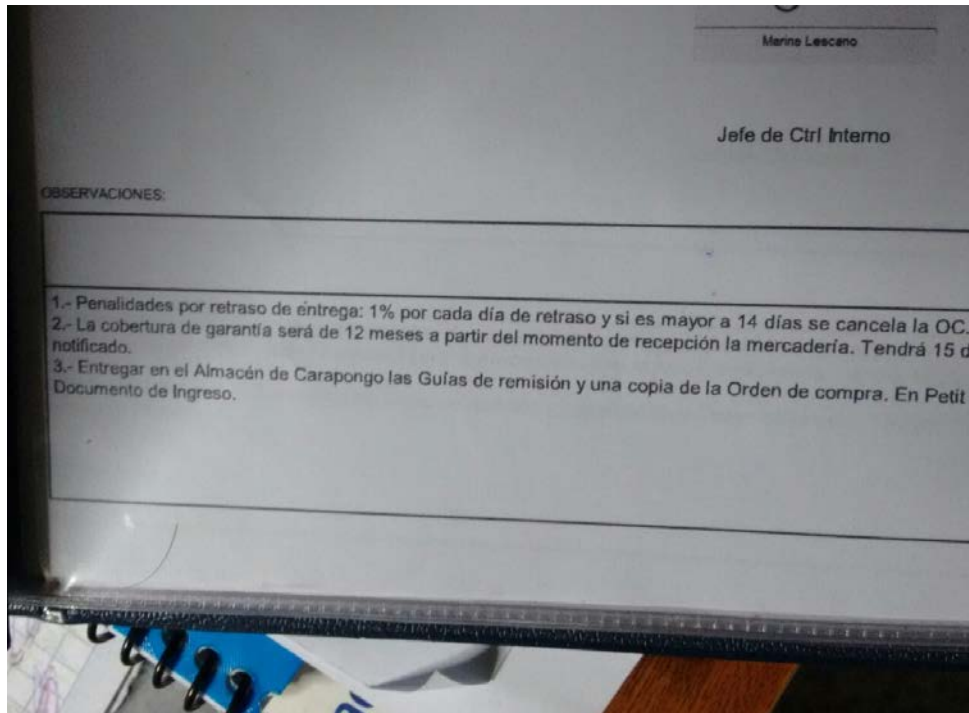 Marine Lescano
Jefe de Ctrl Interno
OBSERVACIONES:
1.- Penalidades por retraso de entrega: 1% por cada día de retraso y si es mayor a 14 días se cancela la OC.
2.- La cobertura de garantía será de 12 meses a partir del momento de recepción la mercadería. Tendrá 15 d
notificado.
3.- Entregar en el Almacén de Carapongo las Guías de remisión y una copia de la Orden de compra. En Petit
Documento de Ingreso.